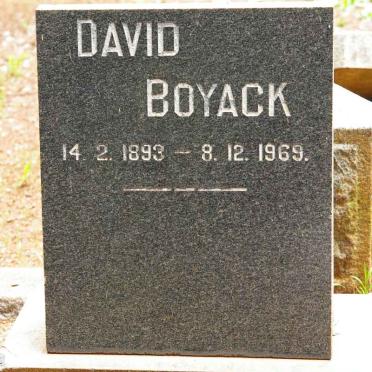 DAVID
BOYACK
14. 2. 1893 — 8. 12. 1969.